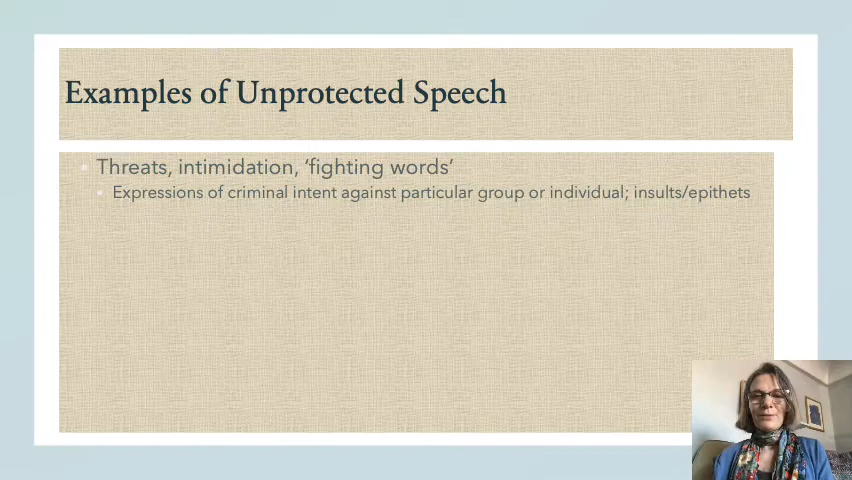 Examples of Unprotected Speech
Threats, intimidation, ‘fighting words’
Expressions of criminal intent against particular group or individual; insults/epithets